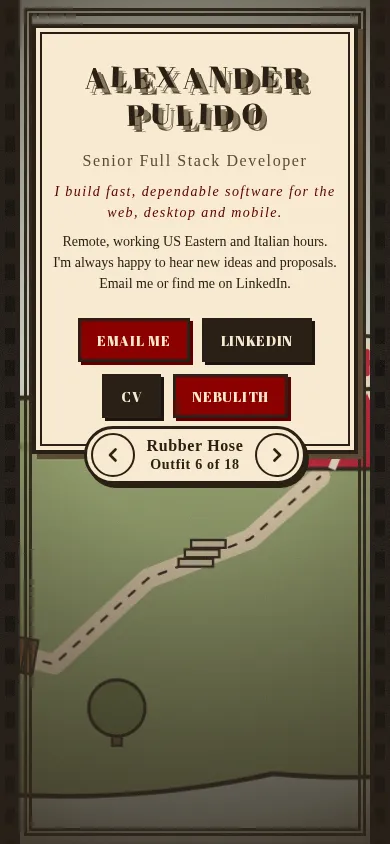 ALEXANDER
PULIDO
Senior Full Stack Developer
I build fast, dependable software for the
web, desktop and mobile.
Remote, working US Eastern and Italian hours.
I'm always happy to hear new ideas and proposals.
Email me or find me on LinkedIn.
EMAIL ME
LINKEDIN
CV
NEBULITH
Rubber Hose
Outfit 6 of 18